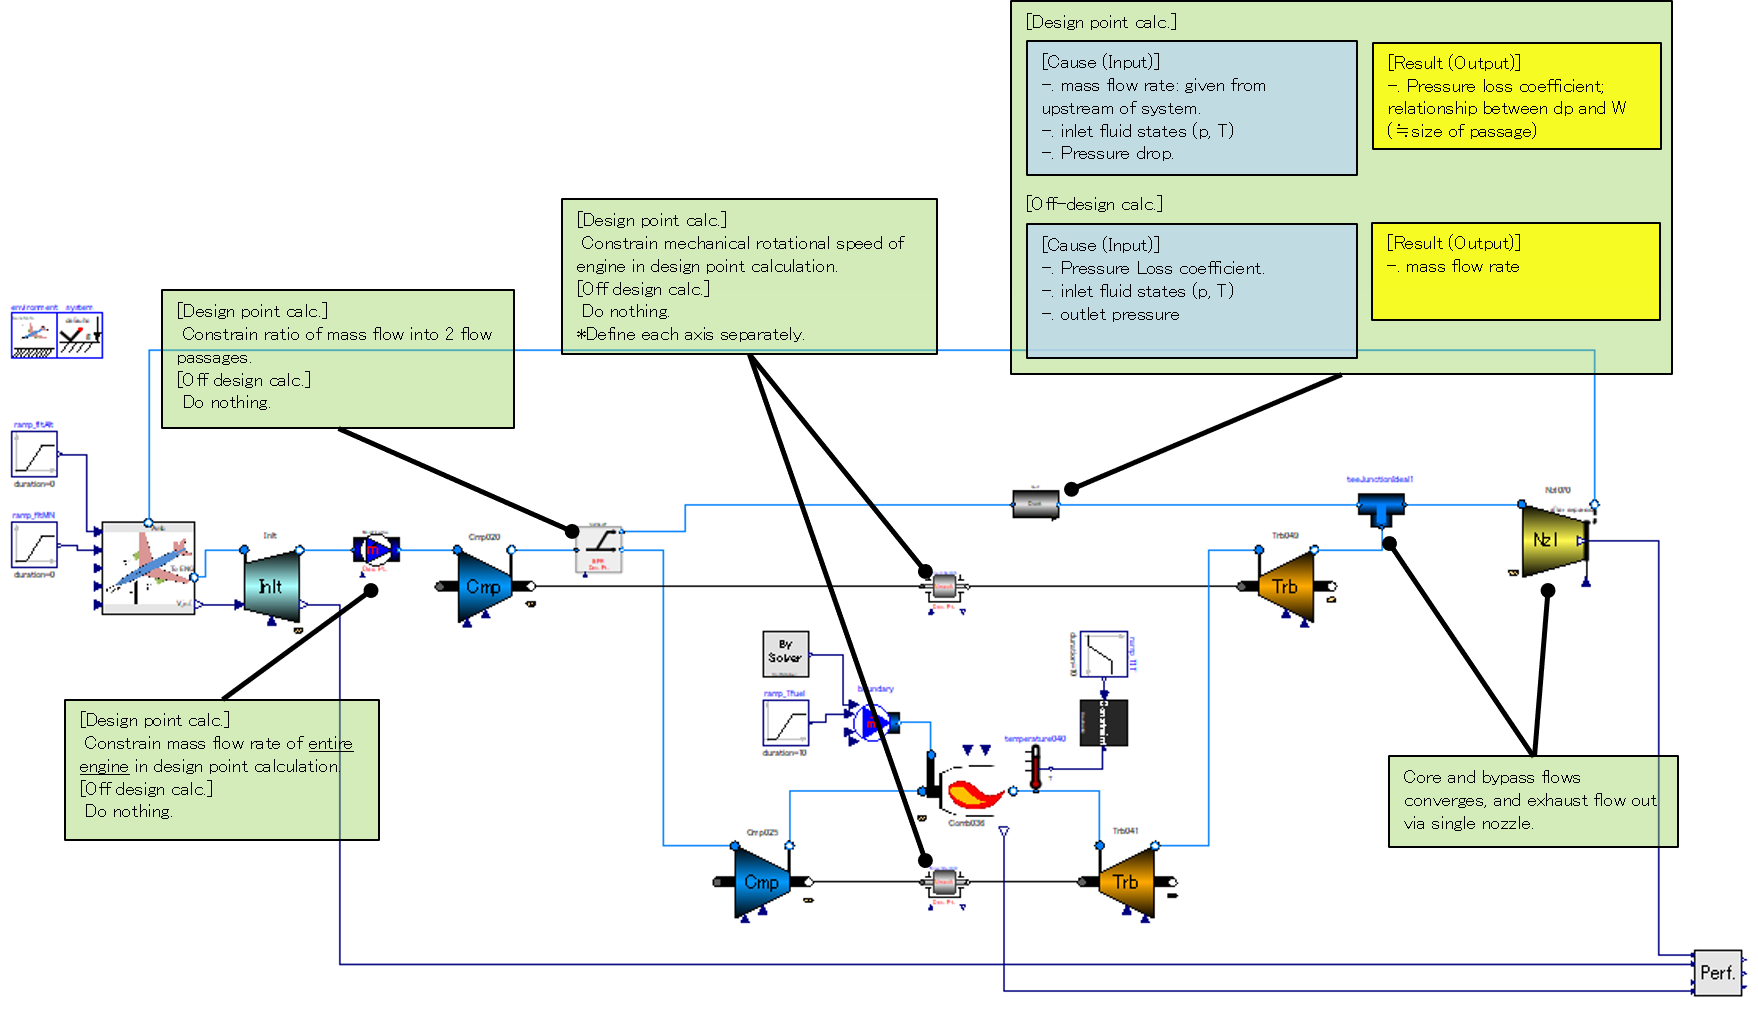 [Design point calc.]
[Cause (Input)]
-. mass flow rate: given from
upstream of system.
-. inlet fluid states (p, T)
-. Pressure drop.
[Result (Output)]
-. Pressure loss coefficient;
relationship between dp and W
(≒size of passage)
[Off-design calc.]
[Cause (Input)]
-. Pressure Loss coefficient.
-. inlet fluid states (p, T)
-. outlet pressure
[Result (Output)]
-. mass flow rate
[Design point calc.]
Constrain mechanical rotational speed of
engine in design point calculation.
[Off design calc.]
Do nothing.
*Define each axis separately.
[Design point calc.]
Constrain ratio of mass flow into 2 flow
passages.
[Off design calc.]
Do nothing.
environment system
ramp_fltAlt
duration=0
ramp_fltMN
duration=0
Inlt
Inlt
Cmp020
Cmp
teeJunctionIdeal1
Nzl070
Nzl
Trb049
Trb
By
Solver
ramp_Tfuel
duration=10
boundary
temperature040
Comb036
Cmp025
Cmp
Trb041
Trb
[Design point calc.]
Constrain mass flow rate of entire
engine in design point calculation.
[Off design calc.]
Do nothing.
Core and bypass flows
converges, and exhaust flow out
via single nozzle.
Perf.